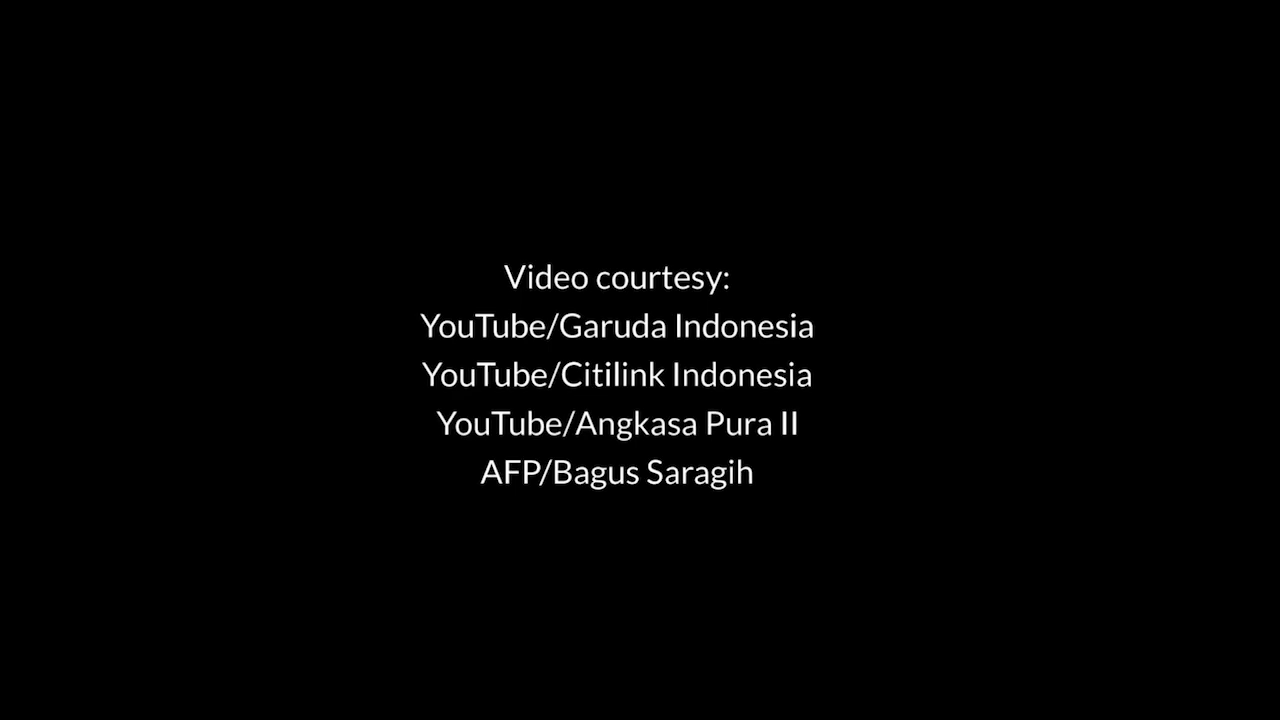 Video courtesy:
YouTube/Garuda Indonesia
YouTube/Citilink Indonesia
YouTube/Angkasa Pura II
AFP/Bagus Saragih